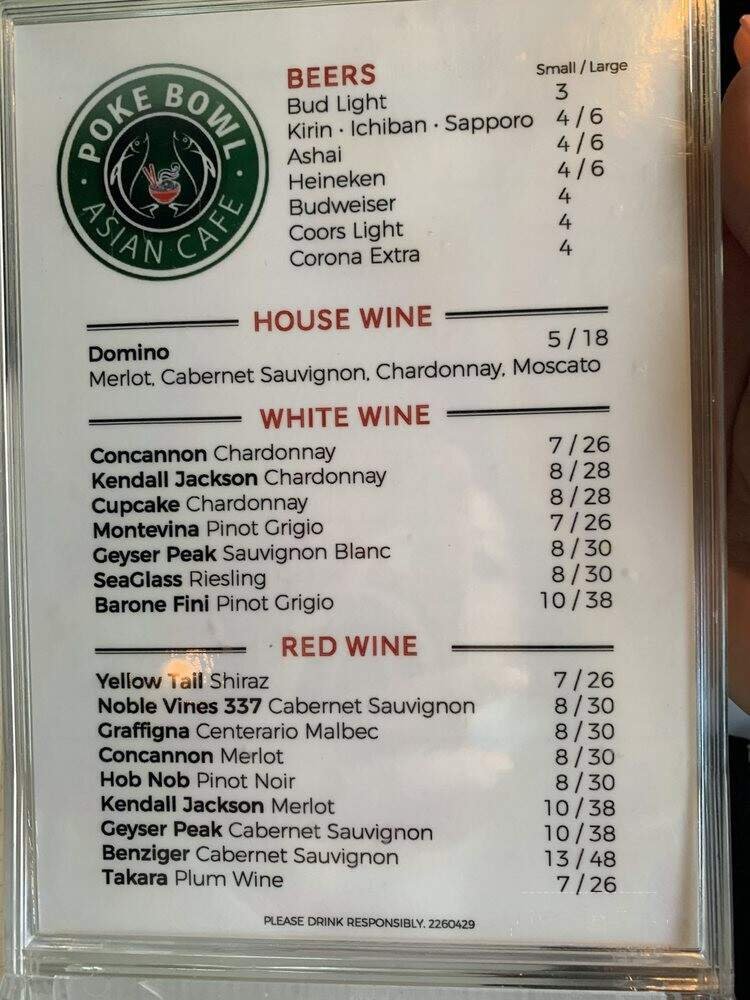 POKE BOWL
ASIAN CAFE
BEERS Small / Large
Bud Light 3
Kirin · Ichiban · Sapporo 4 / 6
Ashai 4 / 6
Heineken 4 / 6
Budweiser 4
Coors Light 4
Corona Extra 4
HOUSE WINE
Domino 5 / 18
Merlot, Cabernet Sauvignon, Chardonnay, Moscato
WHITE WINE
Concannon Chardonnay 7 / 26
Kendall Jackson Chardonnay 8 / 28
Cupcake Chardonnay 8 / 28
Montevina Pinot Grigio 7 / 26
Geyser Peak Sauvignon Blanc 8 / 30
SeaGlass Riesling 8 / 30
Barone Fini Pinot Grigio 10 / 38
RED WINE
Yellow Tail Shiraz 7 / 26
Noble Vines 337 Cabernet Sauvignon 8 / 30
Graffigna Centerario Malbec 8 / 30
Concannon Merlot 8 / 30
Hob Nob Pinot Noir 8 / 30
Kendall Jackson Merlot 10 / 38
Geyser Peak Cabernet Sauvignon 10 / 38
Benziger Cabernet Sauvignon 13 / 48
Takara Plum Wine 7 / 26
PLEASE DRINK RESPONSIBLY. 2260429